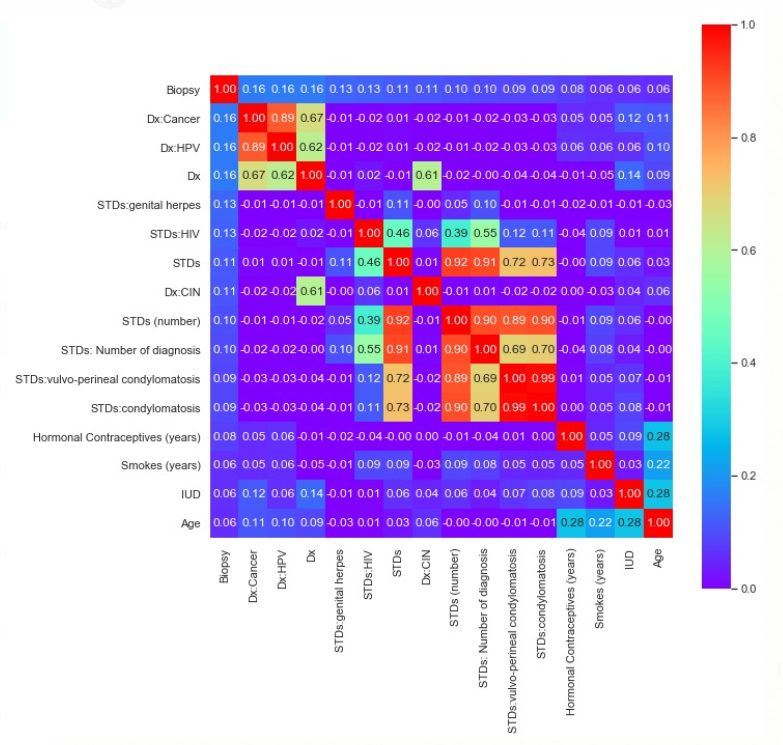 1.0
Biopsy 1.00 0.16 0.16 0.16 0.13 0.13 0.11 0.11 0.10 0.10 0.09 0.09 0.08 0.06 0.06 0.06
Dx:Cancer 0.16 1.00 0.89 0.67 -0.01 -0.02 0.01 -0.02 -0.01 -0.02 -0.03 -0.03 0.05 0.05 0.12 0.11
0.8
Dx:HPV 0.16 0.89 1.00 0.62 -0.01 -0.02 0.01 -0.02 -0.01 -0.02 -0.03 -0.03 0.06 0.06 0.06 0.10
Dx 0.16 0.67 0.62 1.00 -0.01 0.02 -0.01 0.61 -0.02 -0.00 -0.04 -0.04 -0.01 -0.05 0.14 0.09
STDs:genital herpes 0.13 -0.01 -0.01 -0.01 1.00 -0.01 0.11 -0.00 0.05 0.10 -0.01 -0.01 -0.02 -0.01 -0.01 -0.03
STDs:HIV 0.13 -0.02 -0.02 0.02 -0.01 1.00 0.46 0.06 0.39 0.55 0.12 0.11 -0.04 0.09 0.01 0.01
0.6
STDs 0.11 0.01 0.01 -0.01 0.11 0.46 1.00 0.01 0.92 0.91 0.72 0.73 -0.00 0.09 0.06 0.03
Dx:CIN 0.11 -0.02 -0.02 0.61 -0.00 0.06 0.01 1.00 -0.01 0.01 -0.02 -0.02 0.00 -0.03 0.04 0.06
STDs (number) 0.10 -0.01 -0.01 -0.02 0.05 0.39 0.92 -0.01 1.00 0.90 0.89 0.90 -0.01 0.09 0.06 -0.00
STDs: Number of diagnosis 0.10 -0.02 -0.02 -0.00 0.10 0.55 0.91 0.01 0.90 1.00 0.69 0.70 -0.04 0.08 0.04 -0.00
0.4
STDs:vulvo-perineal condylomatosis 0.09 -0.03 -0.03 -0.04 -0.01 0.12 0.72 -0.02 0.89 0.69 1.00 0.99 0.01 0.05 0.07 -0.01
STDs:condylomatosis 0.09 -0.03 -0.03 -0.04 -0.01 0.11 0.73 -0.02 0.90 0.70 0.99 1.00 0.00 0.05 0.08 -0.01
Hormonal Contraceptives (years) 0.08 0.05 0.06 -0.01 -0.02 -0.04 -0.00 0.00 -0.01 -0.04 0.01 0.00 1.00 0.05 0.09 0.28
Smokes (years) 0.06 0.05 0.06 -0.05 -0.01 0.09 0.09 -0.03 0.09 0.08 0.05 0.05 0.05 1.00 0.03 0.22
0.2
IUD 0.06 0.12 0.06 0.14 -0.01 0.01 0.06 0.04 0.06 0.04 0.07 0.08 0.09 0.03 1.00 0.28
Age 0.06 0.11 0.10 0.09 -0.03 0.01 0.03 0.06 -0.00 -0.00 -0.01 -0.01 0.28 0.22 0.28 1.00
0.0
Biopsy
Dx:Cancer
Dx:HPV
Dx
STDs:genital herpes
STDs:HIV
STDs
Dx:CIN
STDs (number)
STDs: Number of diagnosis
STDs:vulvo-perineal condylomatosis
STDs:condylomatosis
Hormonal Contraceptives (years)
Smokes (years)
IUD
Age